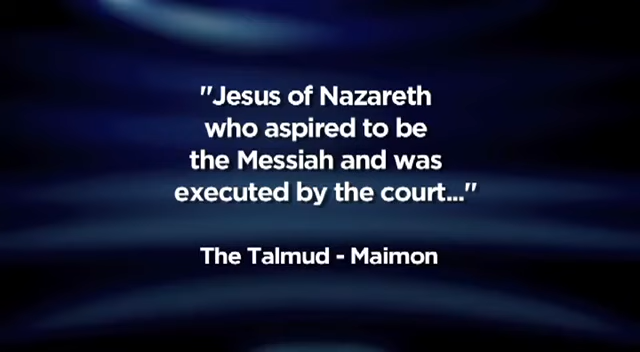 "Jesus of Nazareth
who aspired to be
the Messiah and was
executed by the court..."
The Talmud - Maimon